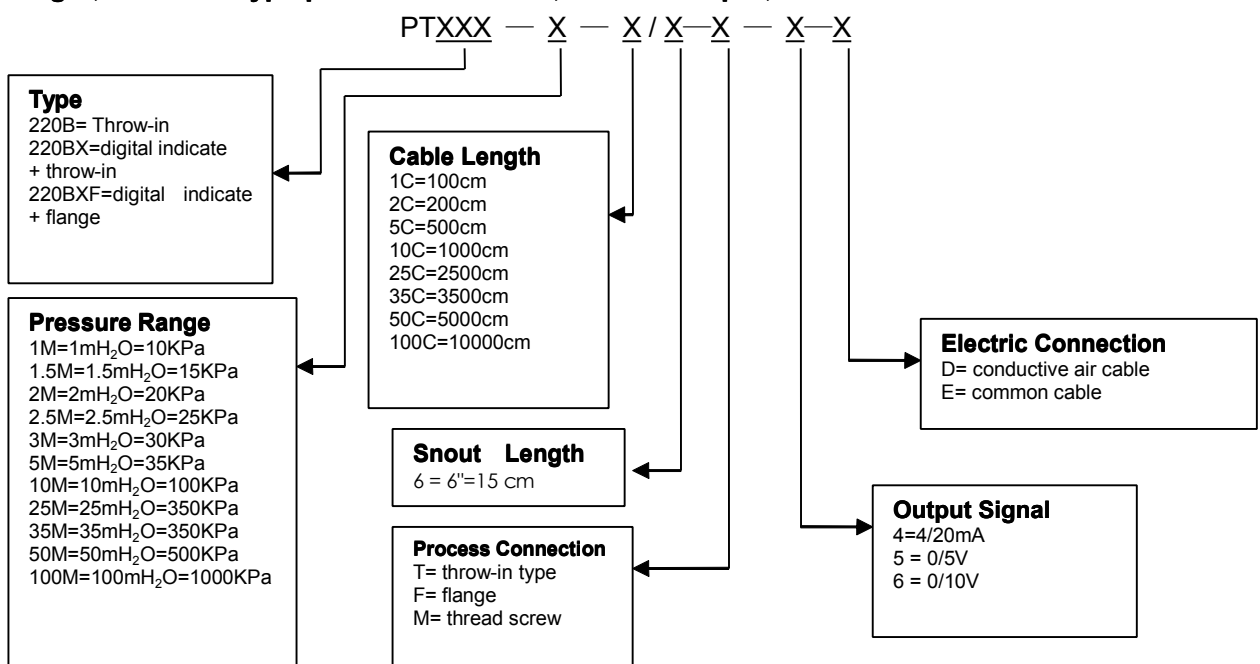 PTXXX — X — X / X—X — X—X
Type
220B= Throw-in
220BX=digital indicate
+ throw-in
220BXF=digital indicate
+ flange
Pressure Range
1M=1mH₂O=10KPa
1.5M=1.5mH₂O=15KPa
2M=2mH₂O=20KPa
2.5M=2.5mH₂O=25KPa
3M=3mH₂O=30KPa
5M=5mH₂O=35KPa
10M=10mH₂O=100KPa
25M=25mH₂O=350KPa
35M=35mH₂O=350KPa
50M=50mH₂O=500KPa
100M=100mH₂O=1000KPa
Cable Length
1C=100cm
2C=200cm
5C=500cm
10C=1000cm
25C=2500cm
35C=3500cm
50C=5000cm
100C=10000cm
Snout Length
6 = 6"=15 cm
Process Connection
T= throw-in type
F= flange
M= thread screw
Electric Connection
D= conductive air cable
E= common cable
Output Signal
4=4/20mA
5 = 0/5V
6 = 0/10V